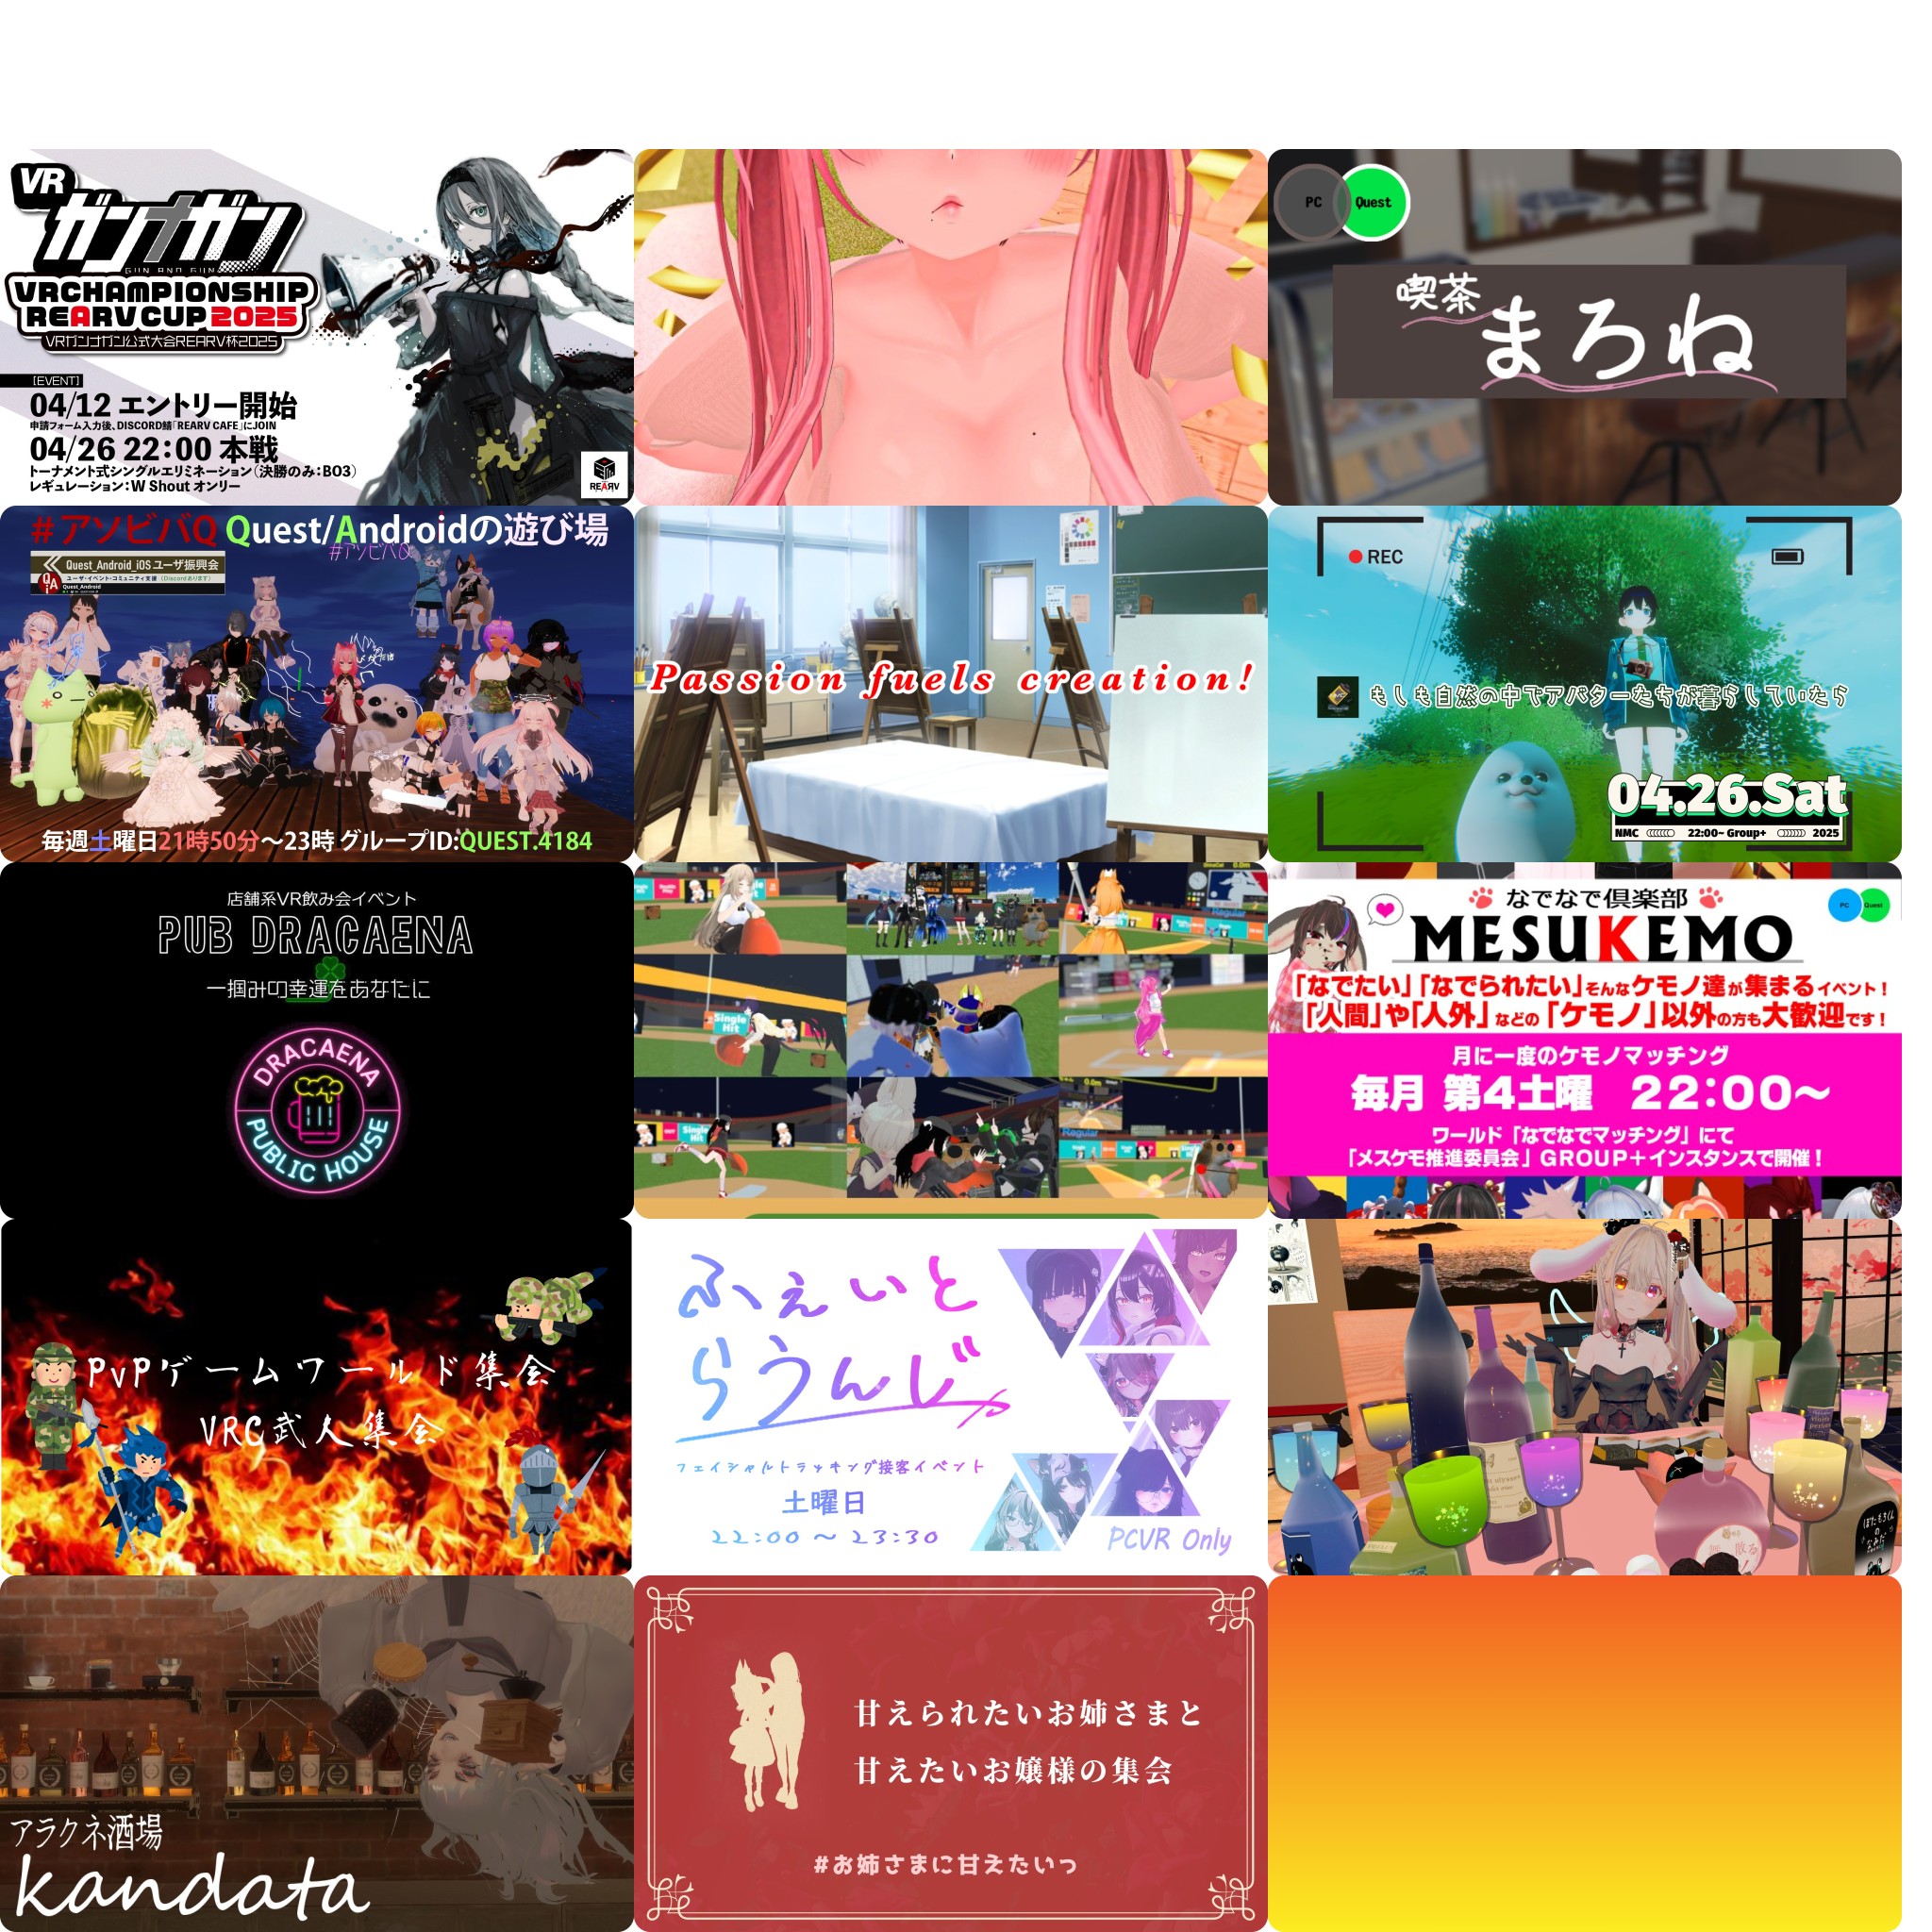 VR
ガンナガン
GUN AND GUN
VRCHAMPIONSHIP
REARV CUP 2025
VRガンナガン公式大会REARV杯2025
[EVENT]
04/12 エントリー開始
申請フォーム入力後、DISCORD鯖「REARV CAFE」にJOIN
04/26 22:00 本戦
トーナメント式シングルエリミネーション(決勝のみ:BO3)
レギュレーション:W Shout オンリー
REARV
PC Quest
喫茶
まろね
#アソビバQ Quest/Androidの遊び場
#アソビバQ
Quest_Android_iOS ユーザ振興会
ユーザ・イベント・コミュニティ支援 (Discordあります)
Quest_Android
毎週土曜日21時50分〜23時 グループID:QUEST.4184
Passion fuels creation!
REC
もしも自然の中でアバターたちが暮らしていたら
04.26.Sat
NMC 22:00~ Group+ 2025
店舗系VR飲み会イベント
PUB DRACAENA
一掴みの幸運をあなたに
DRACAENA
PUBLIC HOUSE
Single Hit
Regular
なでなで倶楽部
PC Quest
MESUKEMO
「なでたい」「なでられたい」そんなケモノ達が集まるイベント!
「人間」や「人外」などの「ケモノ」以外の方も大歓迎です!
月に一度のケモノマッチング
毎月 第4土曜 22:00〜
ワールド「なでなでマッチング」にて
「メスケモ推進委員会」GROUP+インスタンスで開催!
PvPゲームワールド集会
VRC武人集会
ふぇいと
らうんじ
フェイシャルトラッキング接客イベント
土曜日
22:00 〜 23:30
PCVR Only
アラクネ酒場
kandata
甘えられたいお姉さまと
甘えたいお嬢様の集会
#お姉さまに甘えたいっ